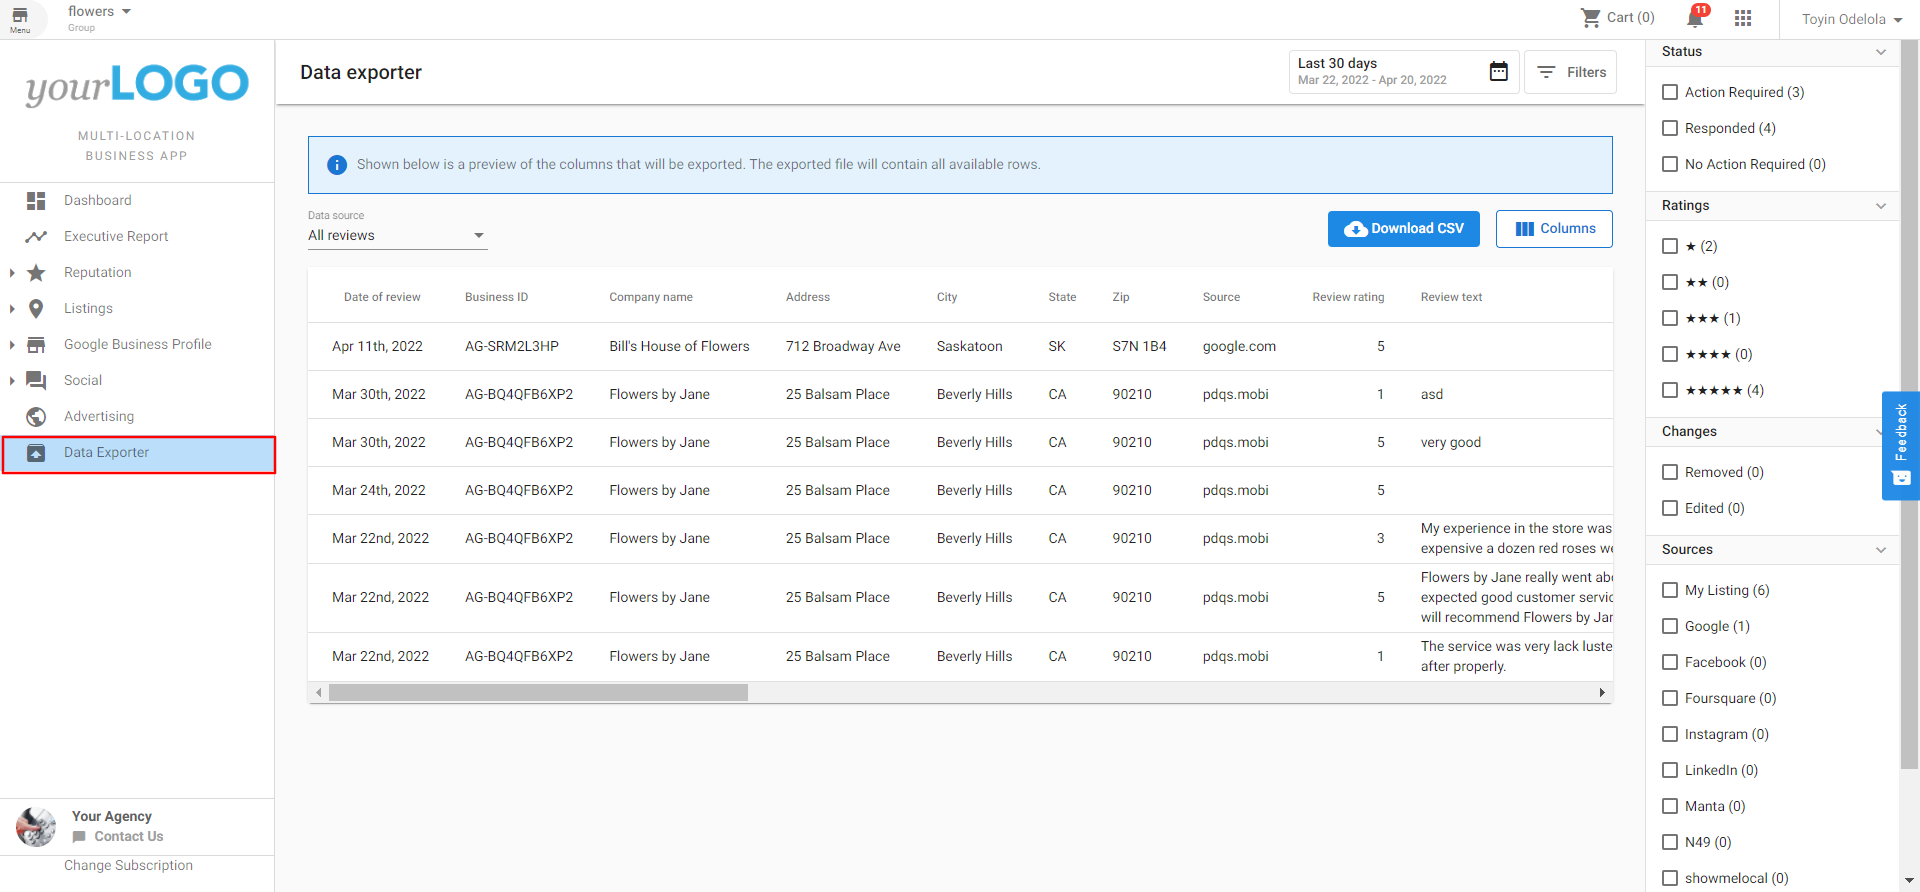 Menu
flowers
Group
Cart (0)
11
Toyin Odelola
yourLOGO
MULTI-LOCATION
BUSINESS APP
Dashboard
Executive Report
Reputation
Listings
Google Business Profile
Social
Advertising
Data Exporter
Your Agency
Contact Us
Change Subscription
Data exporter
Last 30 days
Mar 22, 2022 - Apr 20, 2022
Filters
Shown below is a preview of the columns that will be exported. The exported file will contain all available rows.
Data source
All reviews
Download CSV
Columns
Date of review Business ID Company name Address City State Zip Source Review rating Review text
Apr 11th, 2022 AG-SRM2L3HP Bill's House of Flowers 712 Broadway Ave Saskatoon SK S7N 1B4 google.com 5
Mar 30th, 2022 AG-BQ4QFB6XP2 Flowers by Jane 25 Balsam Place Beverly Hills CA 90210 pdqs.mobi 1 asd
Mar 30th, 2022 AG-BQ4QFB6XP2 Flowers by Jane 25 Balsam Place Beverly Hills CA 90210 pdqs.mobi 5 very good
Mar 24th, 2022 AG-BQ4QFB6XP2 Flowers by Jane 25 Balsam Place Beverly Hills CA 90210 pdqs.mobi 5
Mar 22nd, 2022 AG-BQ4QFB6XP2 Flowers by Jane 25 Balsam Place Beverly Hills CA 90210 pdqs.mobi 3
My experience in the store was
expensive a dozen red roses
Mar 22nd, 2022 AG-BQ4QFB6XP2 Flowers by Jane 25 Balsam Place Beverly Hills CA 90210 pdqs.mobi 5
Flowers by Jane really went
expected good customer
will recommend Flowers by
Mar 22nd, 2022 AG-BQ4QFB6XP2 Flowers by Jane 25 Balsam Place Beverly Hills CA 90210 pdqs.mobi 1
The service was very lack
after properly.
Status
Action Required (3)
Responded (4)
No Action Required (0)
Ratings
★ (2)
★★ (0)
★★★ (1)
★★★★ (0)
★★★★★ (4)
Changes
Removed (0)
Edited (0)
Sources
My Listing (6)
Google (1)
Facebook (0)
Foursquare (0)
Instagram (0)
LinkedIn (0)
Manta (0)
N49 (0)
showmelocal (0)
Feedback